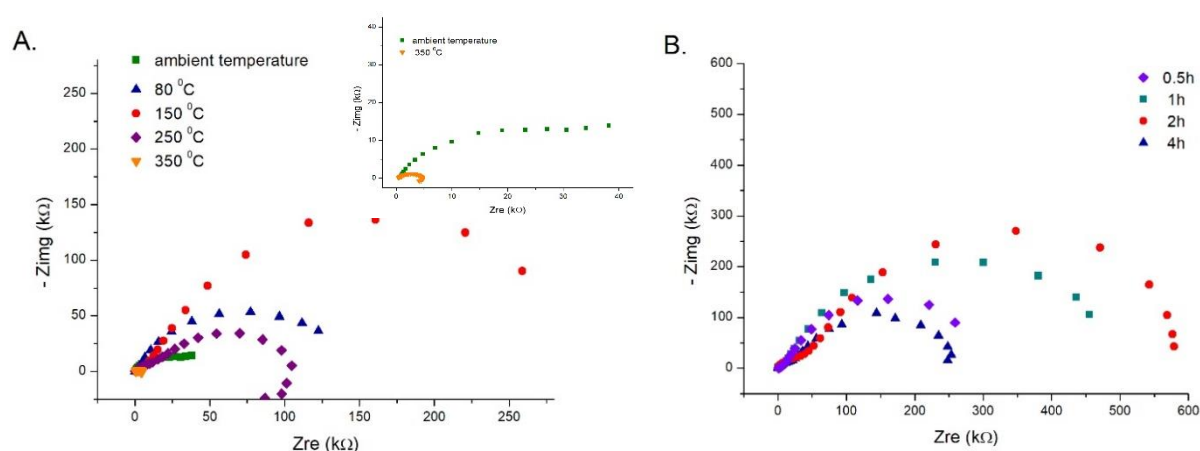 A.
ambient temperature
80 ⁰C
150 ⁰C
250 ⁰C
350 ⁰C
- Zimg (kΩ)
250
200
150
100
50
0
0
50
100
150
200
250
Zre (kΩ)
ambient temperature
350 ⁰C
- Zimg (kΩ)
40
30
20
10
0
0
10
20
30
40
Zre (kΩ)
B.
0.5h
1h
2h
4h
- Zimg (kΩ)
600
500
400
300
200
100
0
0
100
200
300
400
500
600
Zre (kΩ)